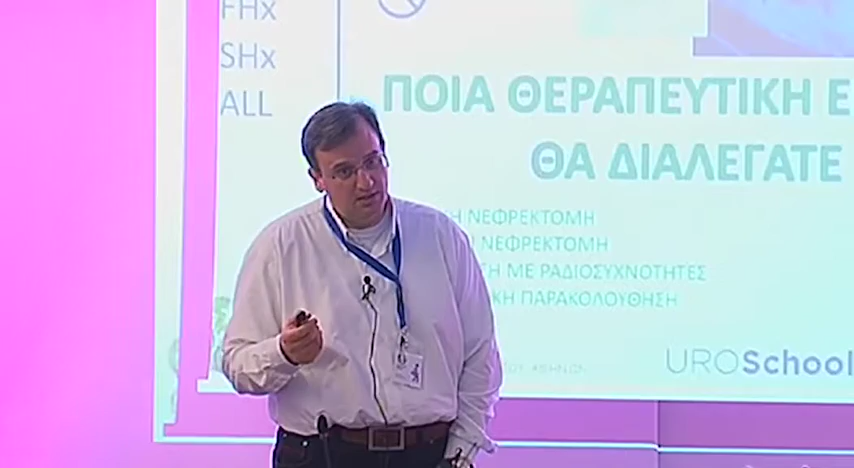 FHx
SHx
ALL
ΠΟΙΑ ΘΕΡΑΠΕΥΤΙΚΗ Ε
ΘΑ ΔΙΑΛΕΓΑΤΕ
ΝΕΦΡΕΚΤΟΜΗ
ΝΕΦΡΕΚΤΟΜΗ
ΜΕ ΡΑΔΙΟΣΥΧΝΟΤΗΤΕΣ
ΠΑΡΑΚΟΛΟΥΘΗΣΗ
UROSchool